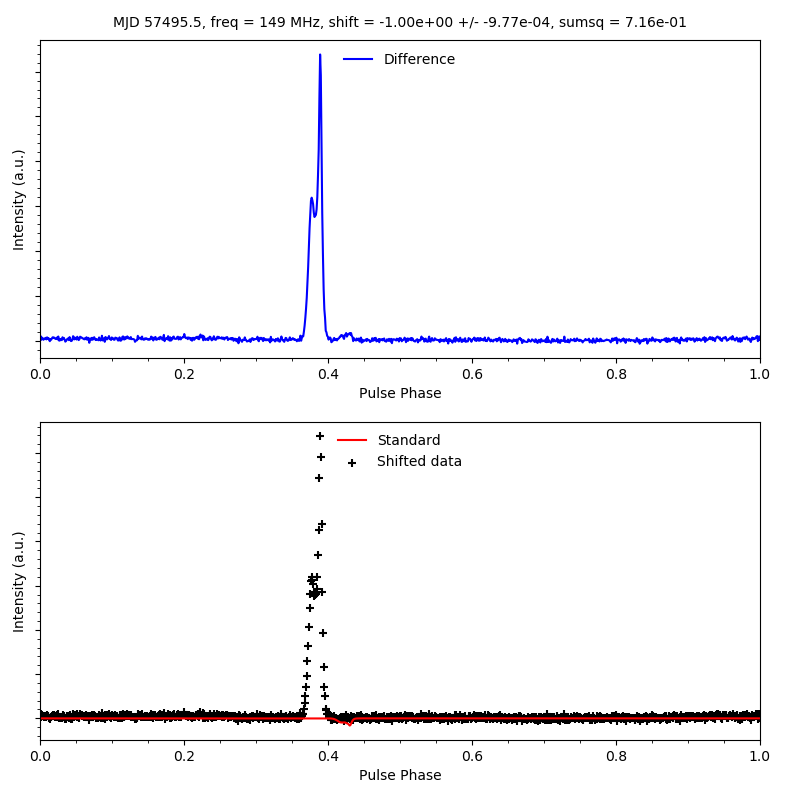 MJD 57495.5, freq = 149 MHz, shift = -1.00e+00 +/- -9.77e-04, sumsq = 7.16e-01
Difference
Intensity (a.u.)
0.0 0.2 0.4 0.6 0.8 1.0
Pulse Phase
Standard
Shifted data
Intensity (a.u.)
0.0 0.2 0.4 0.6 0.8 1.0
Pulse Phase